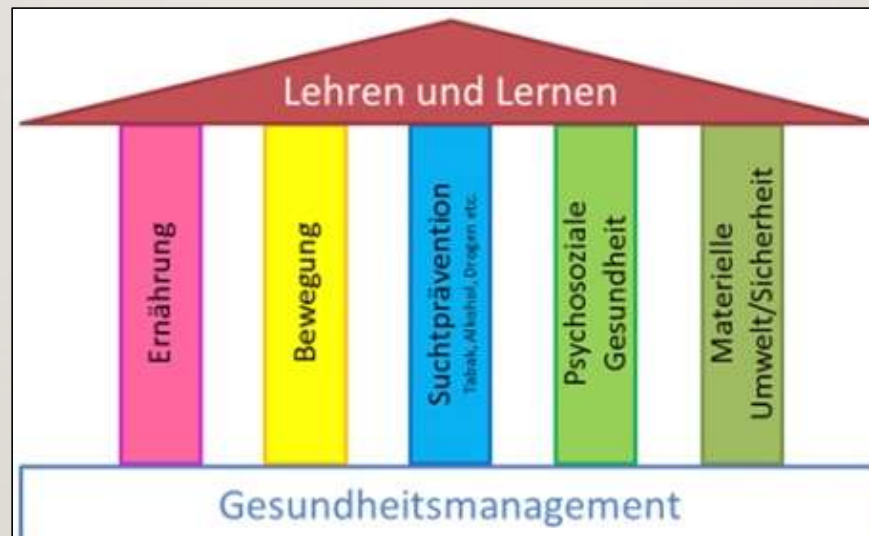 Lehren und Lernen
Ernährung
Bewegung
Suchtprävention
Tabak, Alkohol, Drogen etc.
Psychosoziale
Gesundheit
Materielle
Umwelt/Sicherheit
Gesundheitsmanagement